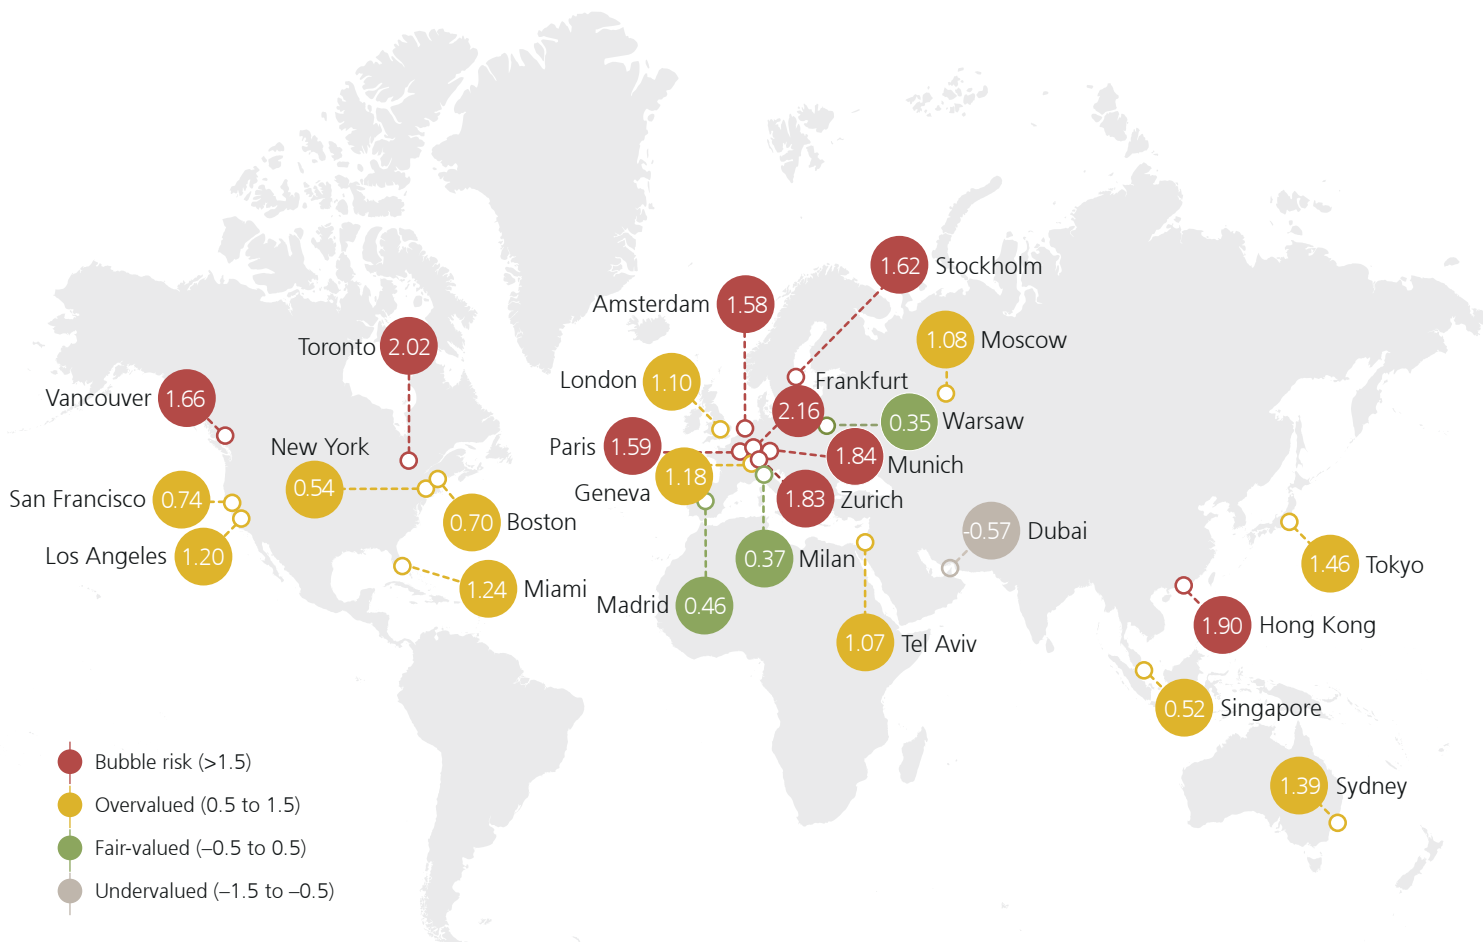 1.62 Stockholm
Amsterdam 1.58
Toronto 2.02
1.08 Moscow
London 1.10
Frankfurt
2.16
Vancouver 1.66
0.35 Warsaw
Paris 1.59
New York
0.54
1.84 Munich
1.18
Geneva
San Francisco 0.74
1.83 Zurich
0.70 Boston
-0.57 Dubai
Los Angeles 1.20
0.37 Milan
1.46 Tokyo
1.24 Miami
Madrid 0.46
1.90 Hong Kong
1.07 Tel Aviv
0.52 Singapore
1.39 Sydney
Bubble risk (>1.5)
Overvalued (0.5 to 1.5)
Fair-valued (–0.5 to 0.5)
Undervalued (–1.5 to –0.5)